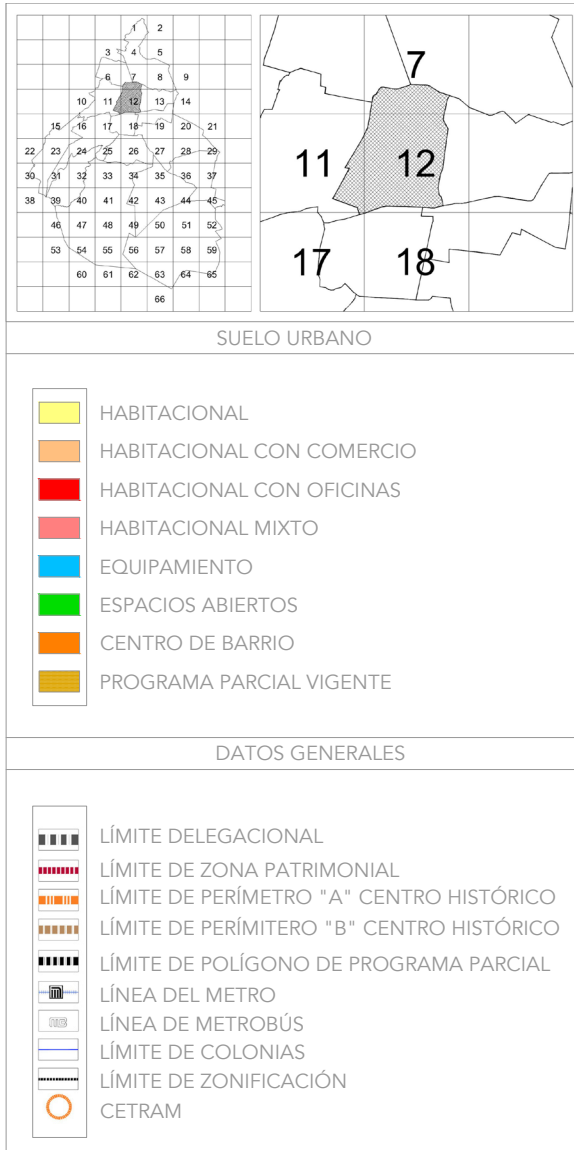 1 2
3 4 5
6 7 8 9
10 11 12 13 14
15 16 17 18 19 20 21
22 23 24 25 26 27 28 29
30 31 32 33 34 35 36 37
38 39 40 41 42 43 44 45
46 47 48 49 50 51 52
53 54 55 56 57 58 59
60 61 62 63 64 65
66
7
11 12
17 18
SUELO URBANO
HABITACIONAL
HABITACIONAL CON COMERCIO
HABITACIONAL CON OFICINAS
HABITACIONAL MIXTO
EQUIPAMIENTO
ESPACIOS ABIERTOS
CENTRO DE BARRIO
PROGRAMA PARCIAL VIGENTE
DATOS GENERALES
LÍMITE DELEGACIONAL
LÍMITE DE ZONA PATRIMONIAL
LÍMITE DE PERÍMETRO "A" CENTRO HISTÓRICO
LÍMITE DE PERÍMITERO "B" CENTRO HISTÓRICO
LÍMITE DE POLÍGONO DE PROGRAMA PARCIAL
LÍNEA DEL METRO
LÍNEA DE METROBÚS
LÍMITE DE COLONIAS
LÍMITE DE ZONIFICACIÓN
CETRAM